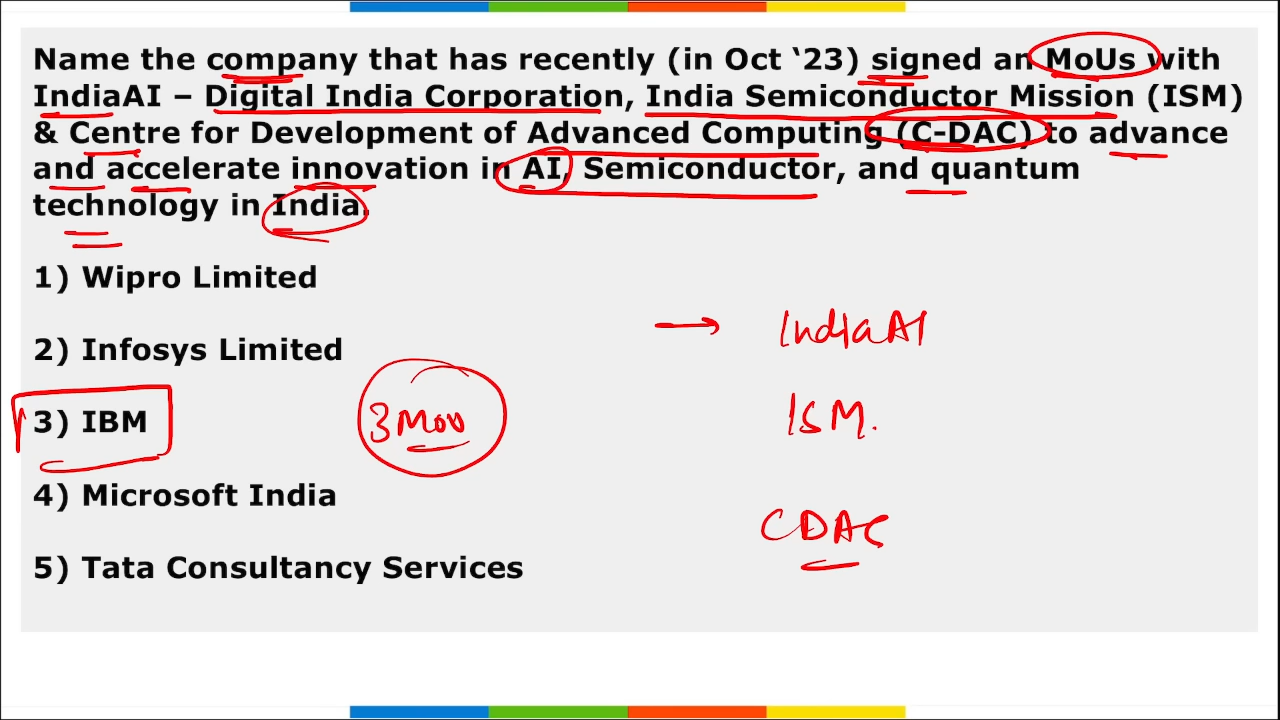 Name the company that has recently (in Oct ‘23) signed an MoUs with
IndiaAI – Digital India Corporation, India Semiconductor Mission (ISM)
& Centre for Development of Advanced Computing (C-DAC) to advance
and accelerate innovation in AI, Semiconductor, and quantum
technology in India.
1) Wipro Limited
IndiaAI
2) Infosys Limited
3) IBM
3 Mou
ISM.
4) Microsoft India
CDAC
5) Tata Consultancy Services